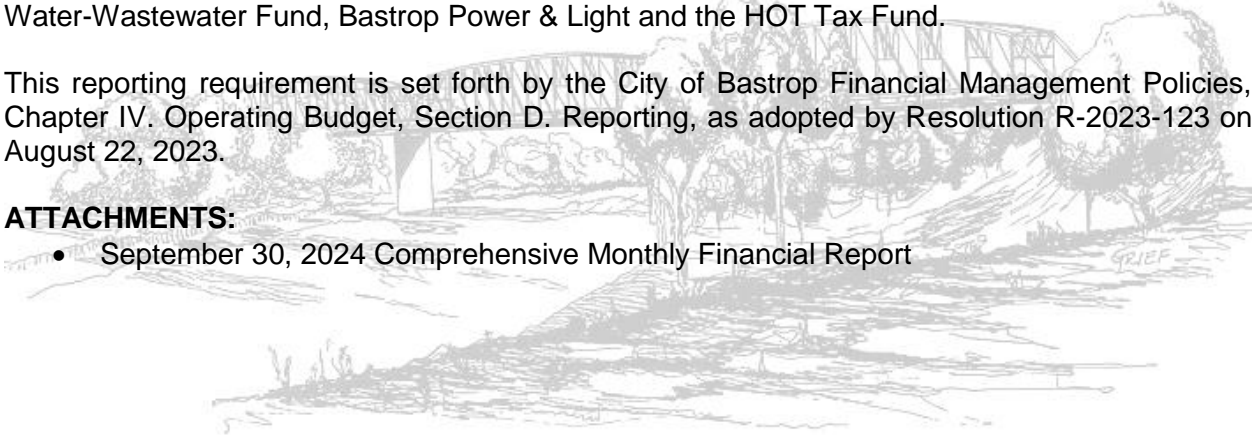 Water-Wastewater Fund, Bastrop Power & Light and the HOT Tax Fund.
This reporting requirement is set forth by the City of Bastrop Financial Management Policies,
Chapter IV. Operating Budget, Section D. Reporting, as adopted by Resolution R-2023-123 on
August 22, 2023.
ATTACHMENTS:
• September 30, 2024 Comprehensive Monthly Financial Report
GRIEF